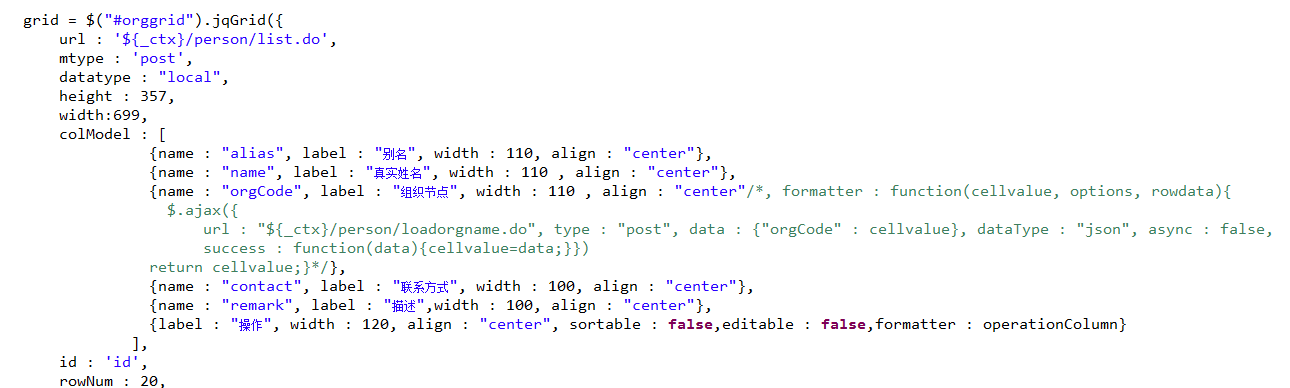 grid = $("#orggrid").jqGrid({
url : '${_ctx}/person/list.do',
mtype : 'post',
datatype : "local",
height : 357,
width:699,
colModel : [
{name : "alias", label : "别名", width : 110, align : "center"},
{name : "name", label : "真实姓名", width : 110 , align : "center"},
{name : "orgCode", label : "组织节点", width : 110 , align : "center"/*, formatter : function(cellvalue, options, rowdata){
$.ajax({
url : "${_ctx}/person/loadorgname.do", type : "post", data : {"orgCode" : cellvalue}, dataType : "json", async : false,
success : function(data){cellvalue=data;}})
return cellvalue;}*/},
{name : "contact", label : "联系方式", width : 100, align : "center"},
{name : "remark", label : "描述",width : 100, align : "center"},
{label : "操作", width : 120, align : "center", sortable : false,editable : false,formatter : operationColumn}
],
id : 'id',
rowNum : 20,